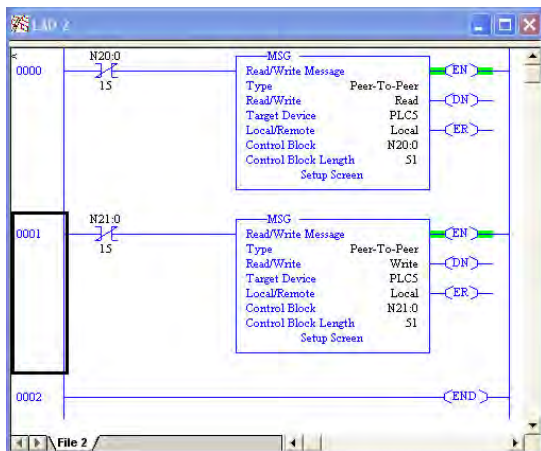 LAD 2
0000
N20:0
15
MSG
Read/Write Message
Type Peer-To-Peer
Read/Write Read
Target Device PLC5
Local/Remote Local
Control Block N20:0
Control Block Length 51
Setup Screen
EN
DN
ER
0001
N21:0
15
MSG
Read/Write Message
Type Peer-To-Peer
Read/Write Write
Target Device PLC5
Local/Remote Local
Control Block N21:0
Control Block Length 51
Setup Screen
EN
DN
ER
0002
END
File 2